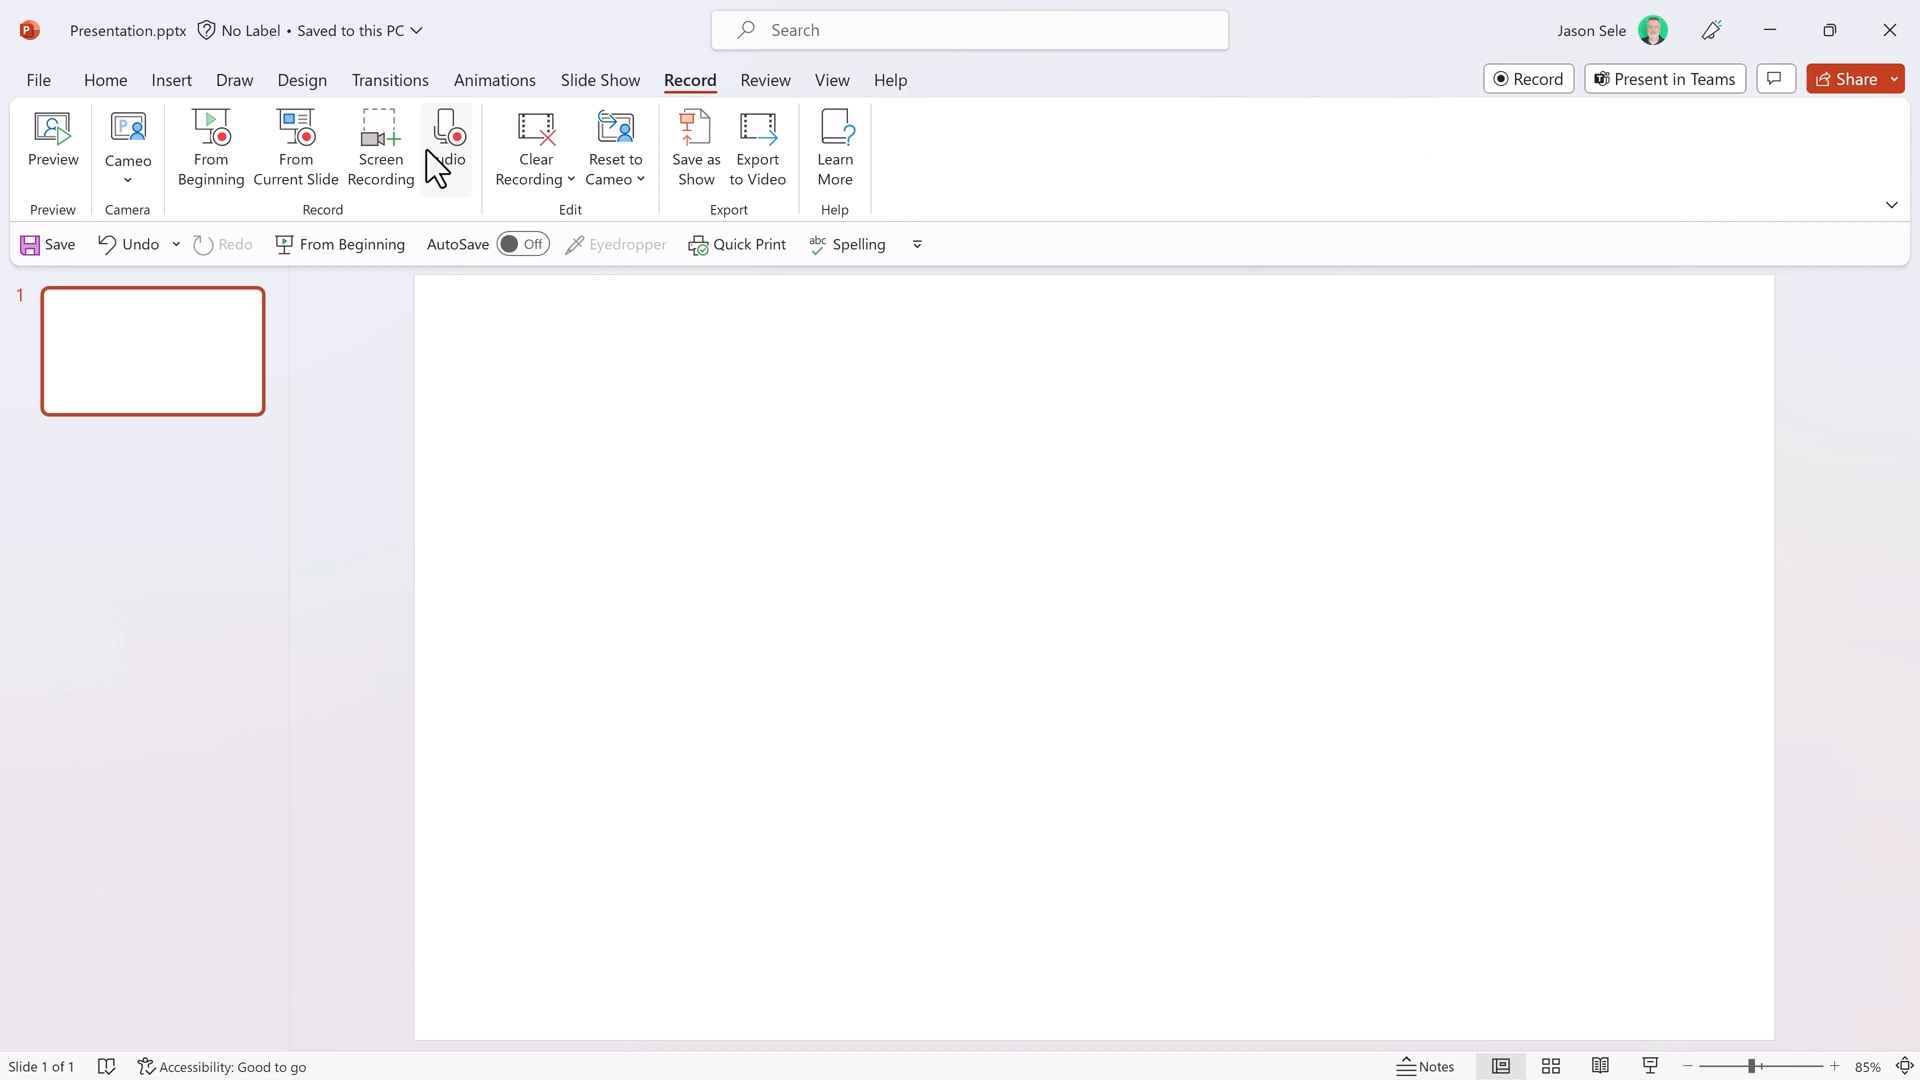 Presentation.pptx No Label • Saved to this PC
Search
Jason Sele
File Home Insert Draw Design Transitions Animations Slide Show Record Review View Help
Record Present in Teams Share
Preview
Cameo
From Beginning
From Current Slide
Screen Recording
Clear Recording
Reset to Cameo
Save as Show
Export to Video
Learn More
Preview Camera Record Edit Export Help
Save Undo Redo From Beginning AutoSave Off Eyedropper Quick Print abc Spelling
1
Slide 1 of 1 Accessibility: Good to go Notes 85%